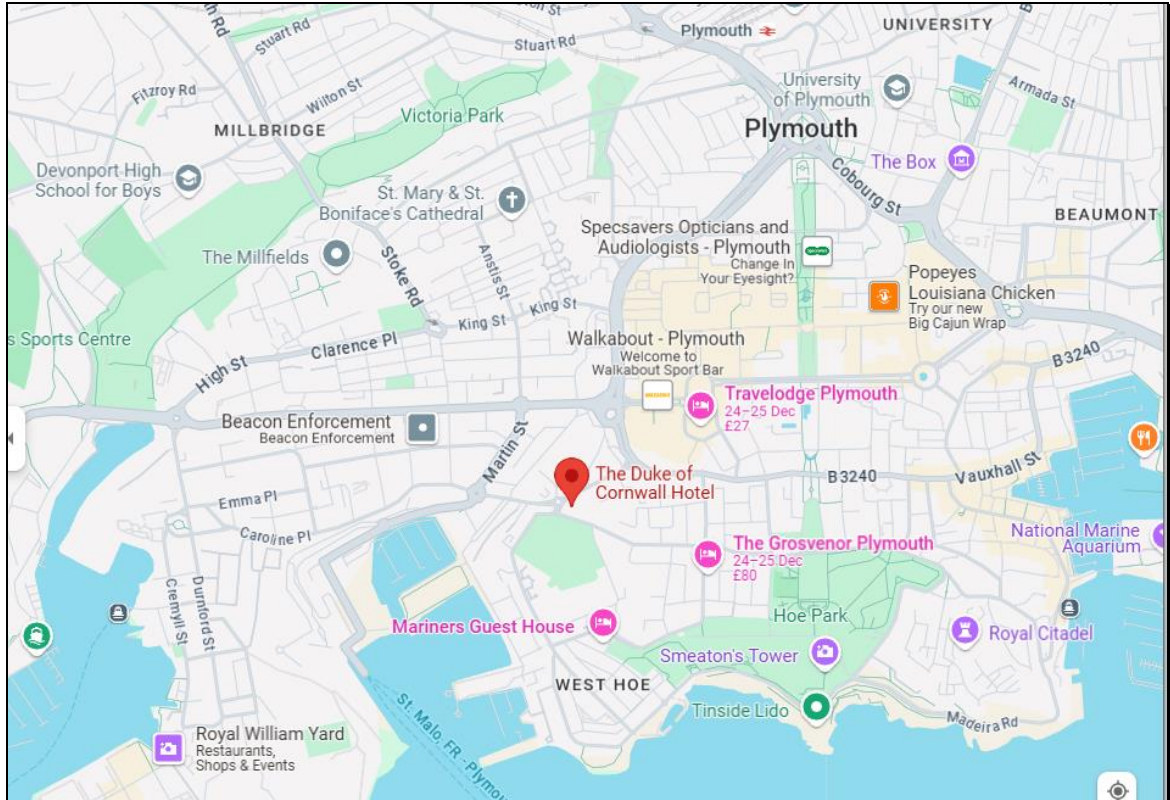 UNIVERSITY
Plymouth
Stuart Rd
Stuart Rd
University
of Plymouth
Armada St
Fitzroy Rd
Wilton St
Victoria Park
MILLBRIDGE
Plymouth
The Box
Cobourg St
Devonport High
School for Boys
St. Mary & St.
Boniface's Cathedral
BEAUMONT
Specsavers Opticians and
Audiologists - Plymouth
Change In
Your Eyesight?
The Millfields
Stoke Rd
Anstis St
Popeyes
Louisiana Chicken
Try our new
Big Cajun Wrap
King St
King St
s Sports Centre
Clarence Pl
High St
Walkabout - Plymouth
Welcome to
Walkabout Sport Bar
B3240
Travelodge Plymouth
24–25 Dec
£27
Beacon Enforcement
Beacon Enforcement
Martin St
The Duke of
Cornwall Hotel
B3240
Vauxhall St
Emma Pl
Caroline Pl
National Marine
Aquarium
The Grosvenor Plymouth
24–25 Dec
£80
Cremyll St
Durnford St
Hoe Park
Mariners Guest House
Royal Citadel
Smeaton's Tower
WEST HOE
Tinside Lido
Madeira Rd
St. Malo, FR - Plymou
Royal William Yard
Restaurants,
Shops & Events